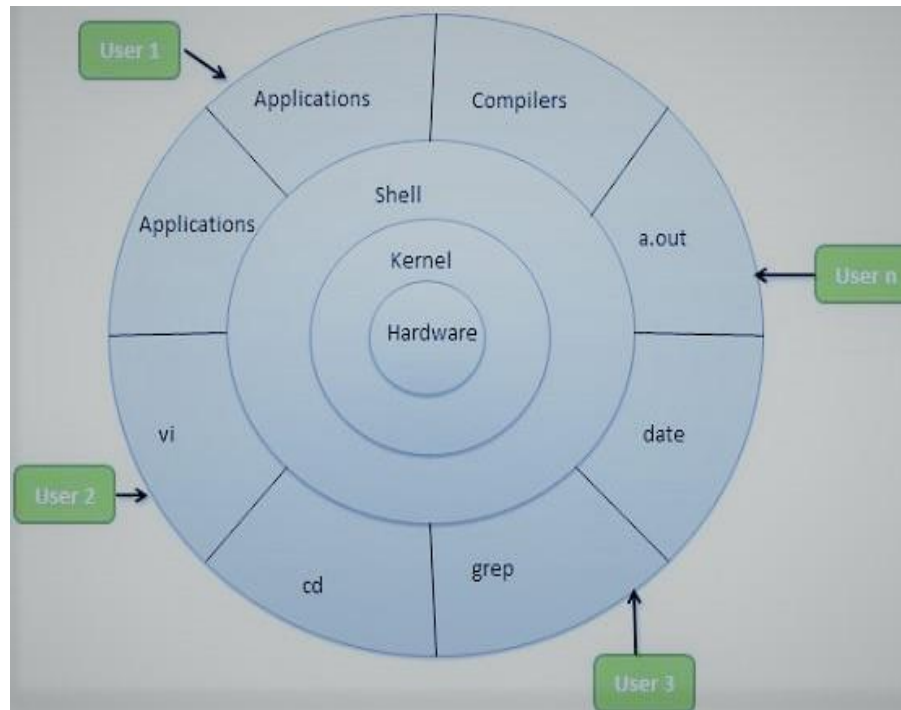 User 1
Applications
Compilers
Applications
Shell
a.out
Kernel
User n
Hardware
vi
date
User 2
cd
grep
User 3